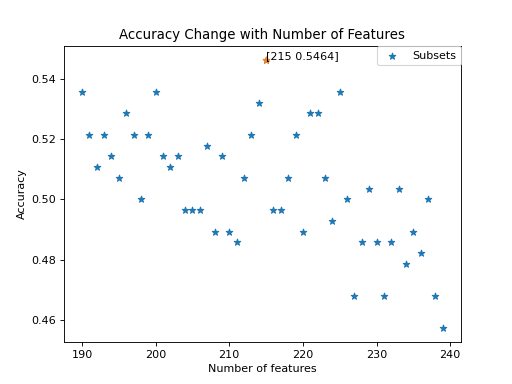 Accuracy Change with Number of Features
[215 0.5464]
Subsets
0.54
0.52
0.50
0.48
0.46
Accuracy
190 200 210 220 230 240
Number of features